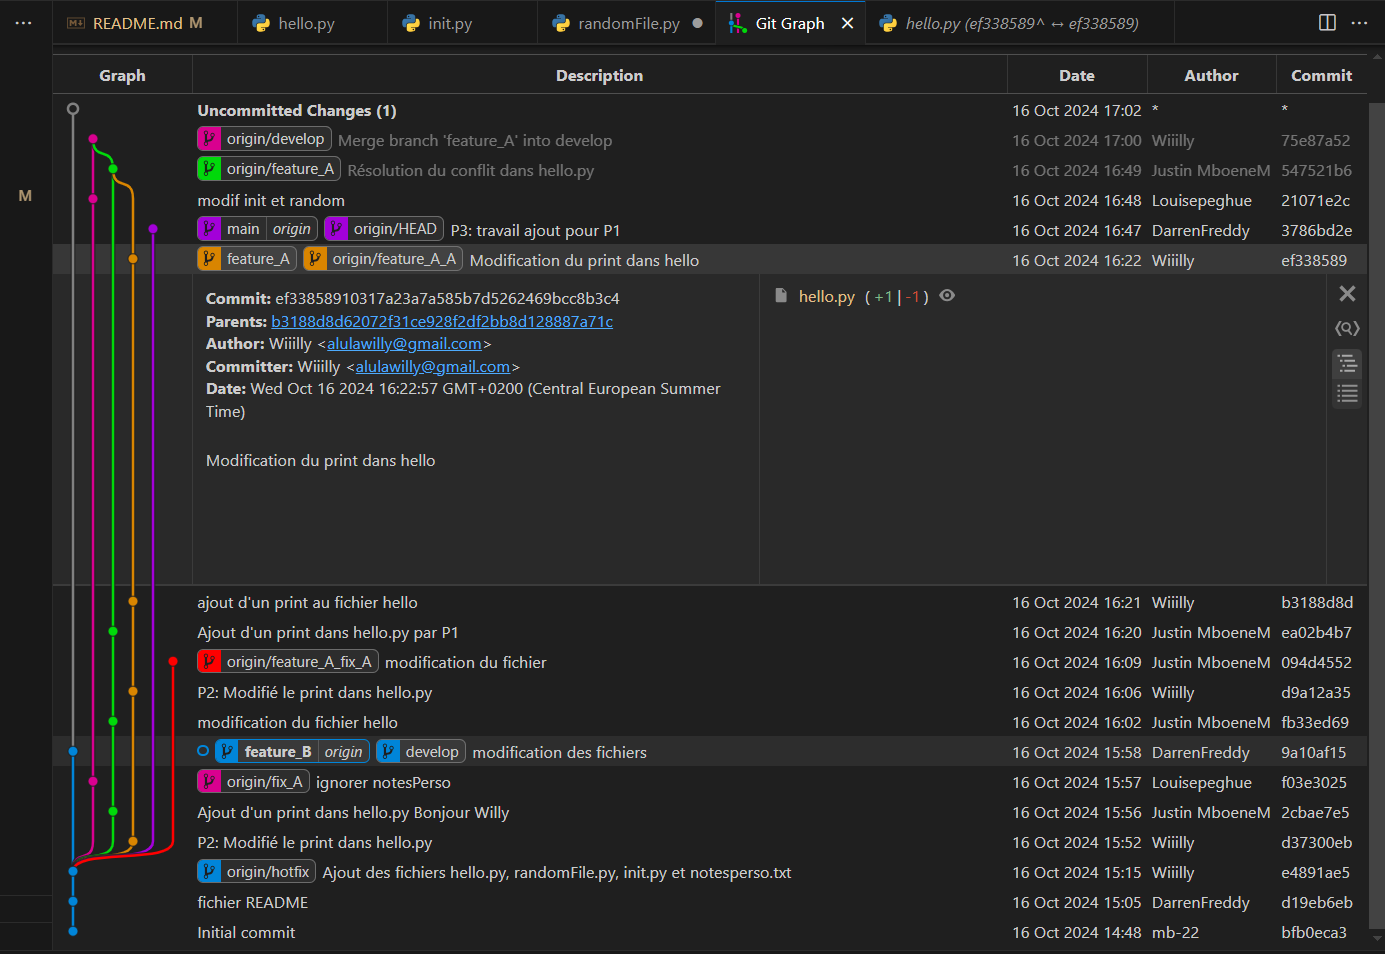 ··· README.md M hello.py init.py randomFile.py Git Graph hello.py (ef338589^ ↔ ef338589) ···
M
Graph Description Date Author Commit
Uncommitted Changes (1) 16 Oct 2024 17:02 * *
origin/develop Merge branch 'feature_A' into develop 16 Oct 2024 17:00 Wiiilly 75e87a52
origin/feature_A Résolution du conflit dans hello.py 16 Oct 2024 16:49 Justin MboeneM 547521b6
modif init et random 16 Oct 2024 16:48 Louisepeghue 21071e2c
main origin origin/HEAD P3: travail ajout pour P1 16 Oct 2024 16:47 DarrenFreddy 3786bd2e
feature_A origin/feature_A_A Modification du print dans hello 16 Oct 2024 16:22 Wiiilly ef338589
Commit: ef33858910317a23a7a585b7d5262469bcc8b3c4
Parents: b3188d8d62072f31ce928f2df2bb8d128887a71c
Author: Wiiilly <alulawilly@gmail.com>
Committer: Wiiilly <alulawilly@gmail.com>
Date: Wed Oct 16 2024 16:22:57 GMT+0200 (Central European Summer
Time)
Modification du print dans hello
hello.py (+1|-1)
ajout d'un print au fichier hello 16 Oct 2024 16:21 Wiiilly b3188d8d
Ajout d'un print dans hello.py par P1 16 Oct 2024 16:20 Justin MboeneM ea02b4b7
origin/feature_A_fix_A modification du fichier 16 Oct 2024 16:09 Justin MboeneM 094d4552
P2: Modifié le print dans hello.py 16 Oct 2024 16:06 Wiiilly d9a12a35
modification du fichier hello 16 Oct 2024 16:02 Justin MboeneM fb33ed69
feature_B origin develop modification des fichiers 16 Oct 2024 15:58 DarrenFreddy 9a10af15
origin/fix_A ignorer notesPerso 16 Oct 2024 15:57 Louisepeghue f03e3025
Ajout d'un print dans hello.py Bonjour Willy 16 Oct 2024 15:56 Justin MboeneM 2cbae7e5
P2: Modifié le print dans hello.py 16 Oct 2024 15:52 Wiiilly d37300eb
origin/hotfix Ajout des fichiers hello.py, randomFile.py, init.py et notesperso.txt 16 Oct 2024 15:15 Wiiilly e4891ae5
fichier README 16 Oct 2024 15:05 DarrenFreddy d19eb6eb
Initial commit 16 Oct 2024 14:48 mb-22 bfb0eca3